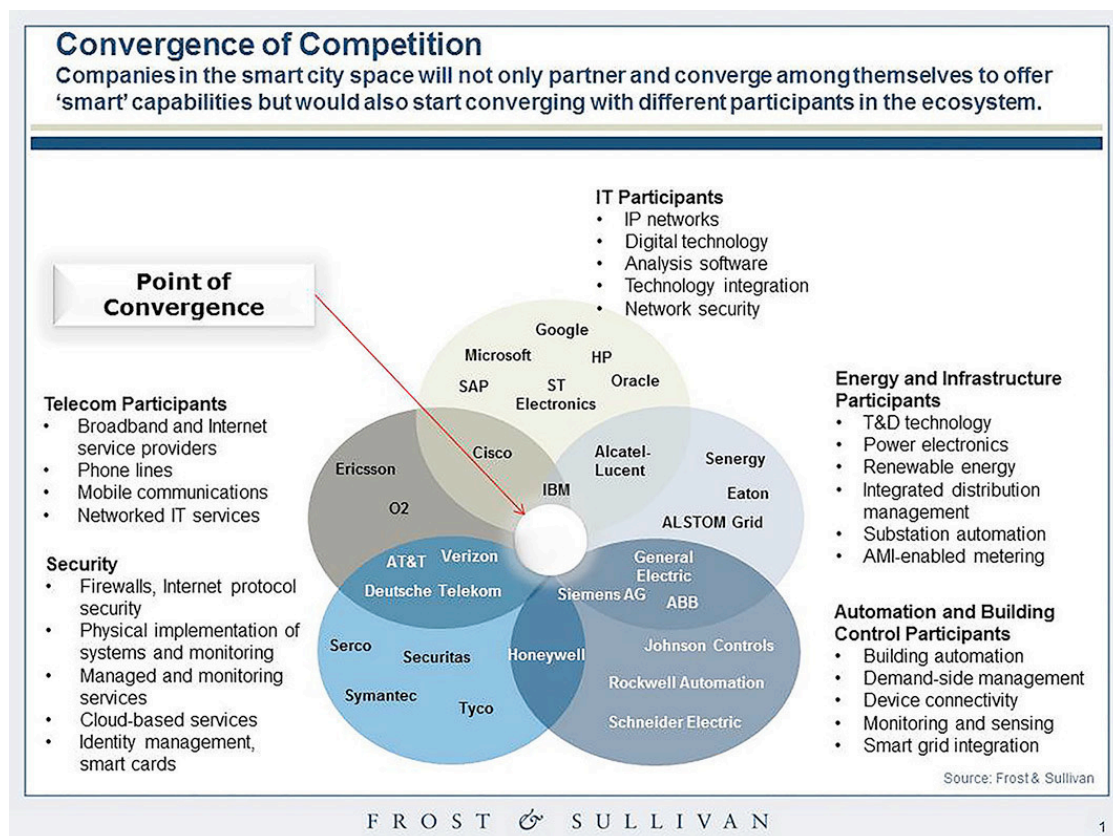 Convergence of Competition
Companies in the smart city space will not only partner and converge among themselves to offer
‘smart’ capabilities but would also start converging with different participants in the ecosystem.
IT Participants
• IP networks
• Digital technology
• Analysis software
• Technology integration
• Network security
Point of
Convergence
Google
Microsoft
HP
SAP
ST
Electronics
Oracle
Telecom Participants
• Broadband and Internet
service providers
• Phone lines
• Mobile communications
• Networked IT services
Energy and Infrastructure
Participants
• T&D technology
• Power electronics
• Renewable energy
• Integrated distribution
management
• Substation automation
• AMI-enabled metering
Cisco
Alcatel-
Lucent
IBM
Ericsson
O2
Senergy
Eaton
ALSTOM Grid
AT&T
Verizon
Deutsche Telekom
General
Electric
Siemens AG
ABB
Security
• Firewalls, Internet protocol
security
• Physical implementation of
systems and monitoring
• Managed and monitoring
services
• Cloud-based services
• Identity management,
smart cards
Serco
Securitas
Symantec
Tyco
Honeywell
Johnson Controls
Rockwell Automation
Schneider Electric
Automation and Building
Control Participants
• Building automation
• Demand-side management
• Device connectivity
• Monitoring and sensing
• Smart grid integration
Source: Frost & Sullivan
FROST & SULLIVAN
1